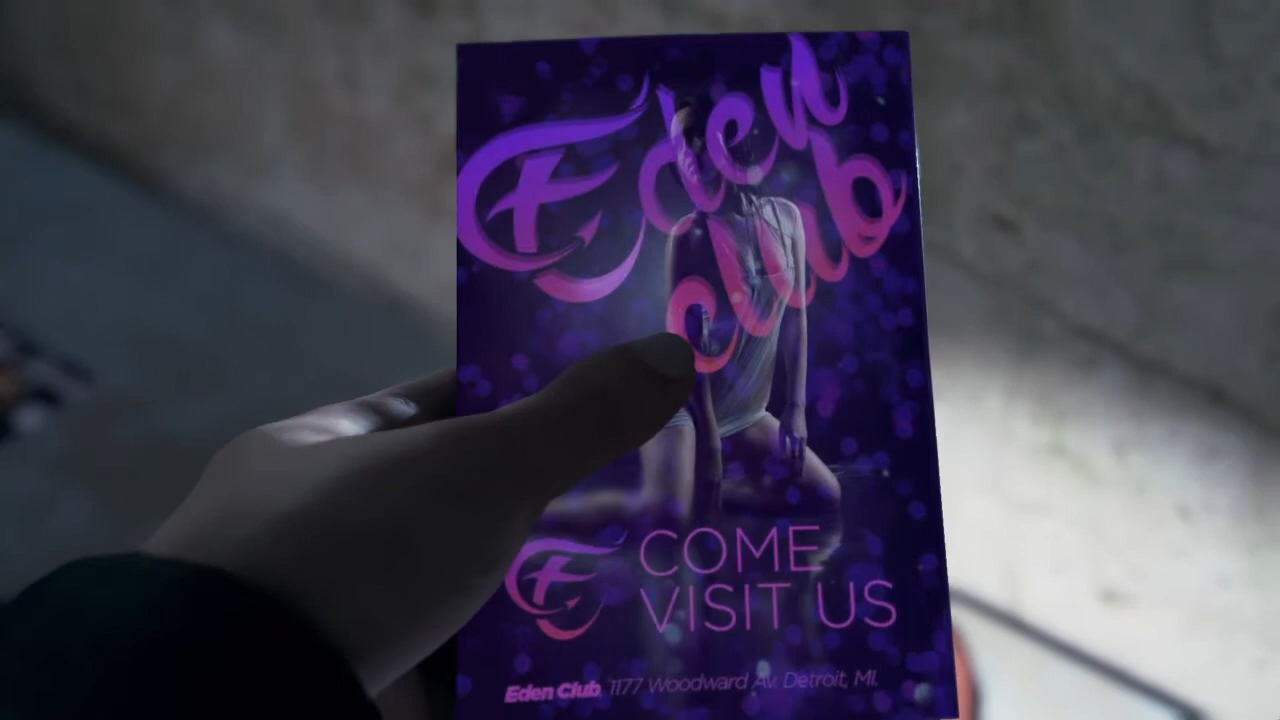 Eden
club
COME
VISIT US
Eden Club 1177 Woodward Av. Detroit, MI.